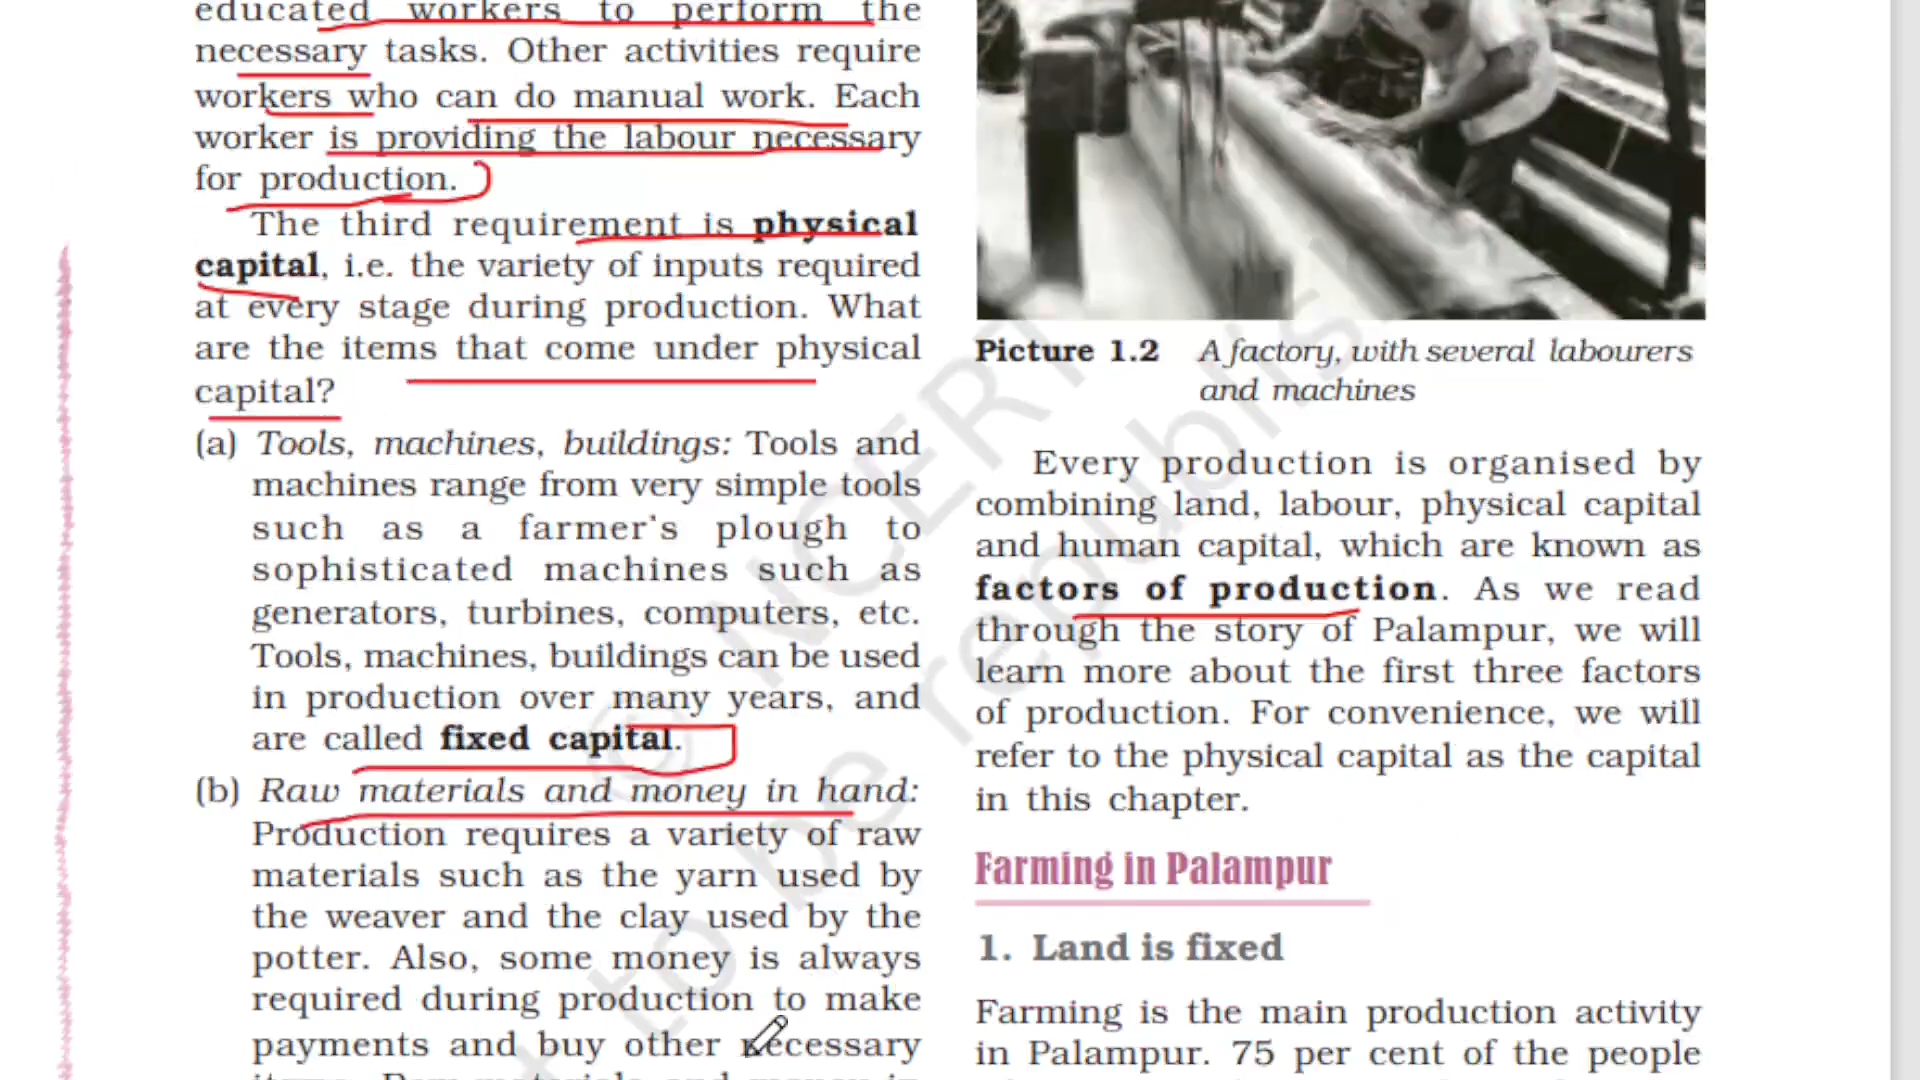 educated workers to perform the
necessary tasks. Other activities require
workers who can do manual work. Each
worker is providing the labour necessary
for production.
The third requirement is physical
capital, i.e. the variety of inputs required
at every stage during production. What
are the items that come under physical
capital?
(a) Tools, machines, buildings: Tools and
machines range from very simple tools
such as a farmer's plough to
sophisticated machines such as
generators, turbines, computers, etc.
Tools, machines, buildings can be used
in production over many years, and
are called fixed capital.
(b) Raw materials and money in hand:
Production requires a variety of raw
materials such as the yarn used by
the weaver and the clay used by the
potter. Also, some money is always
required during production to make
payments and buy other necessary
Picture 1.2 A factory, with several labourers
and machines
Every production is organised by
combining land, labour, physical capital
and human capital, which are known as
factors of production. As we read
through the story of Palampur, we will
learn more about the first three factors
of production. For convenience, we will
refer to the physical capital as the capital
in this chapter.
Farming in Palampur
1. Land is fixed
Farming is the main production activity
in Palampur. 75 per cent of the people
© NCERT
to be republis